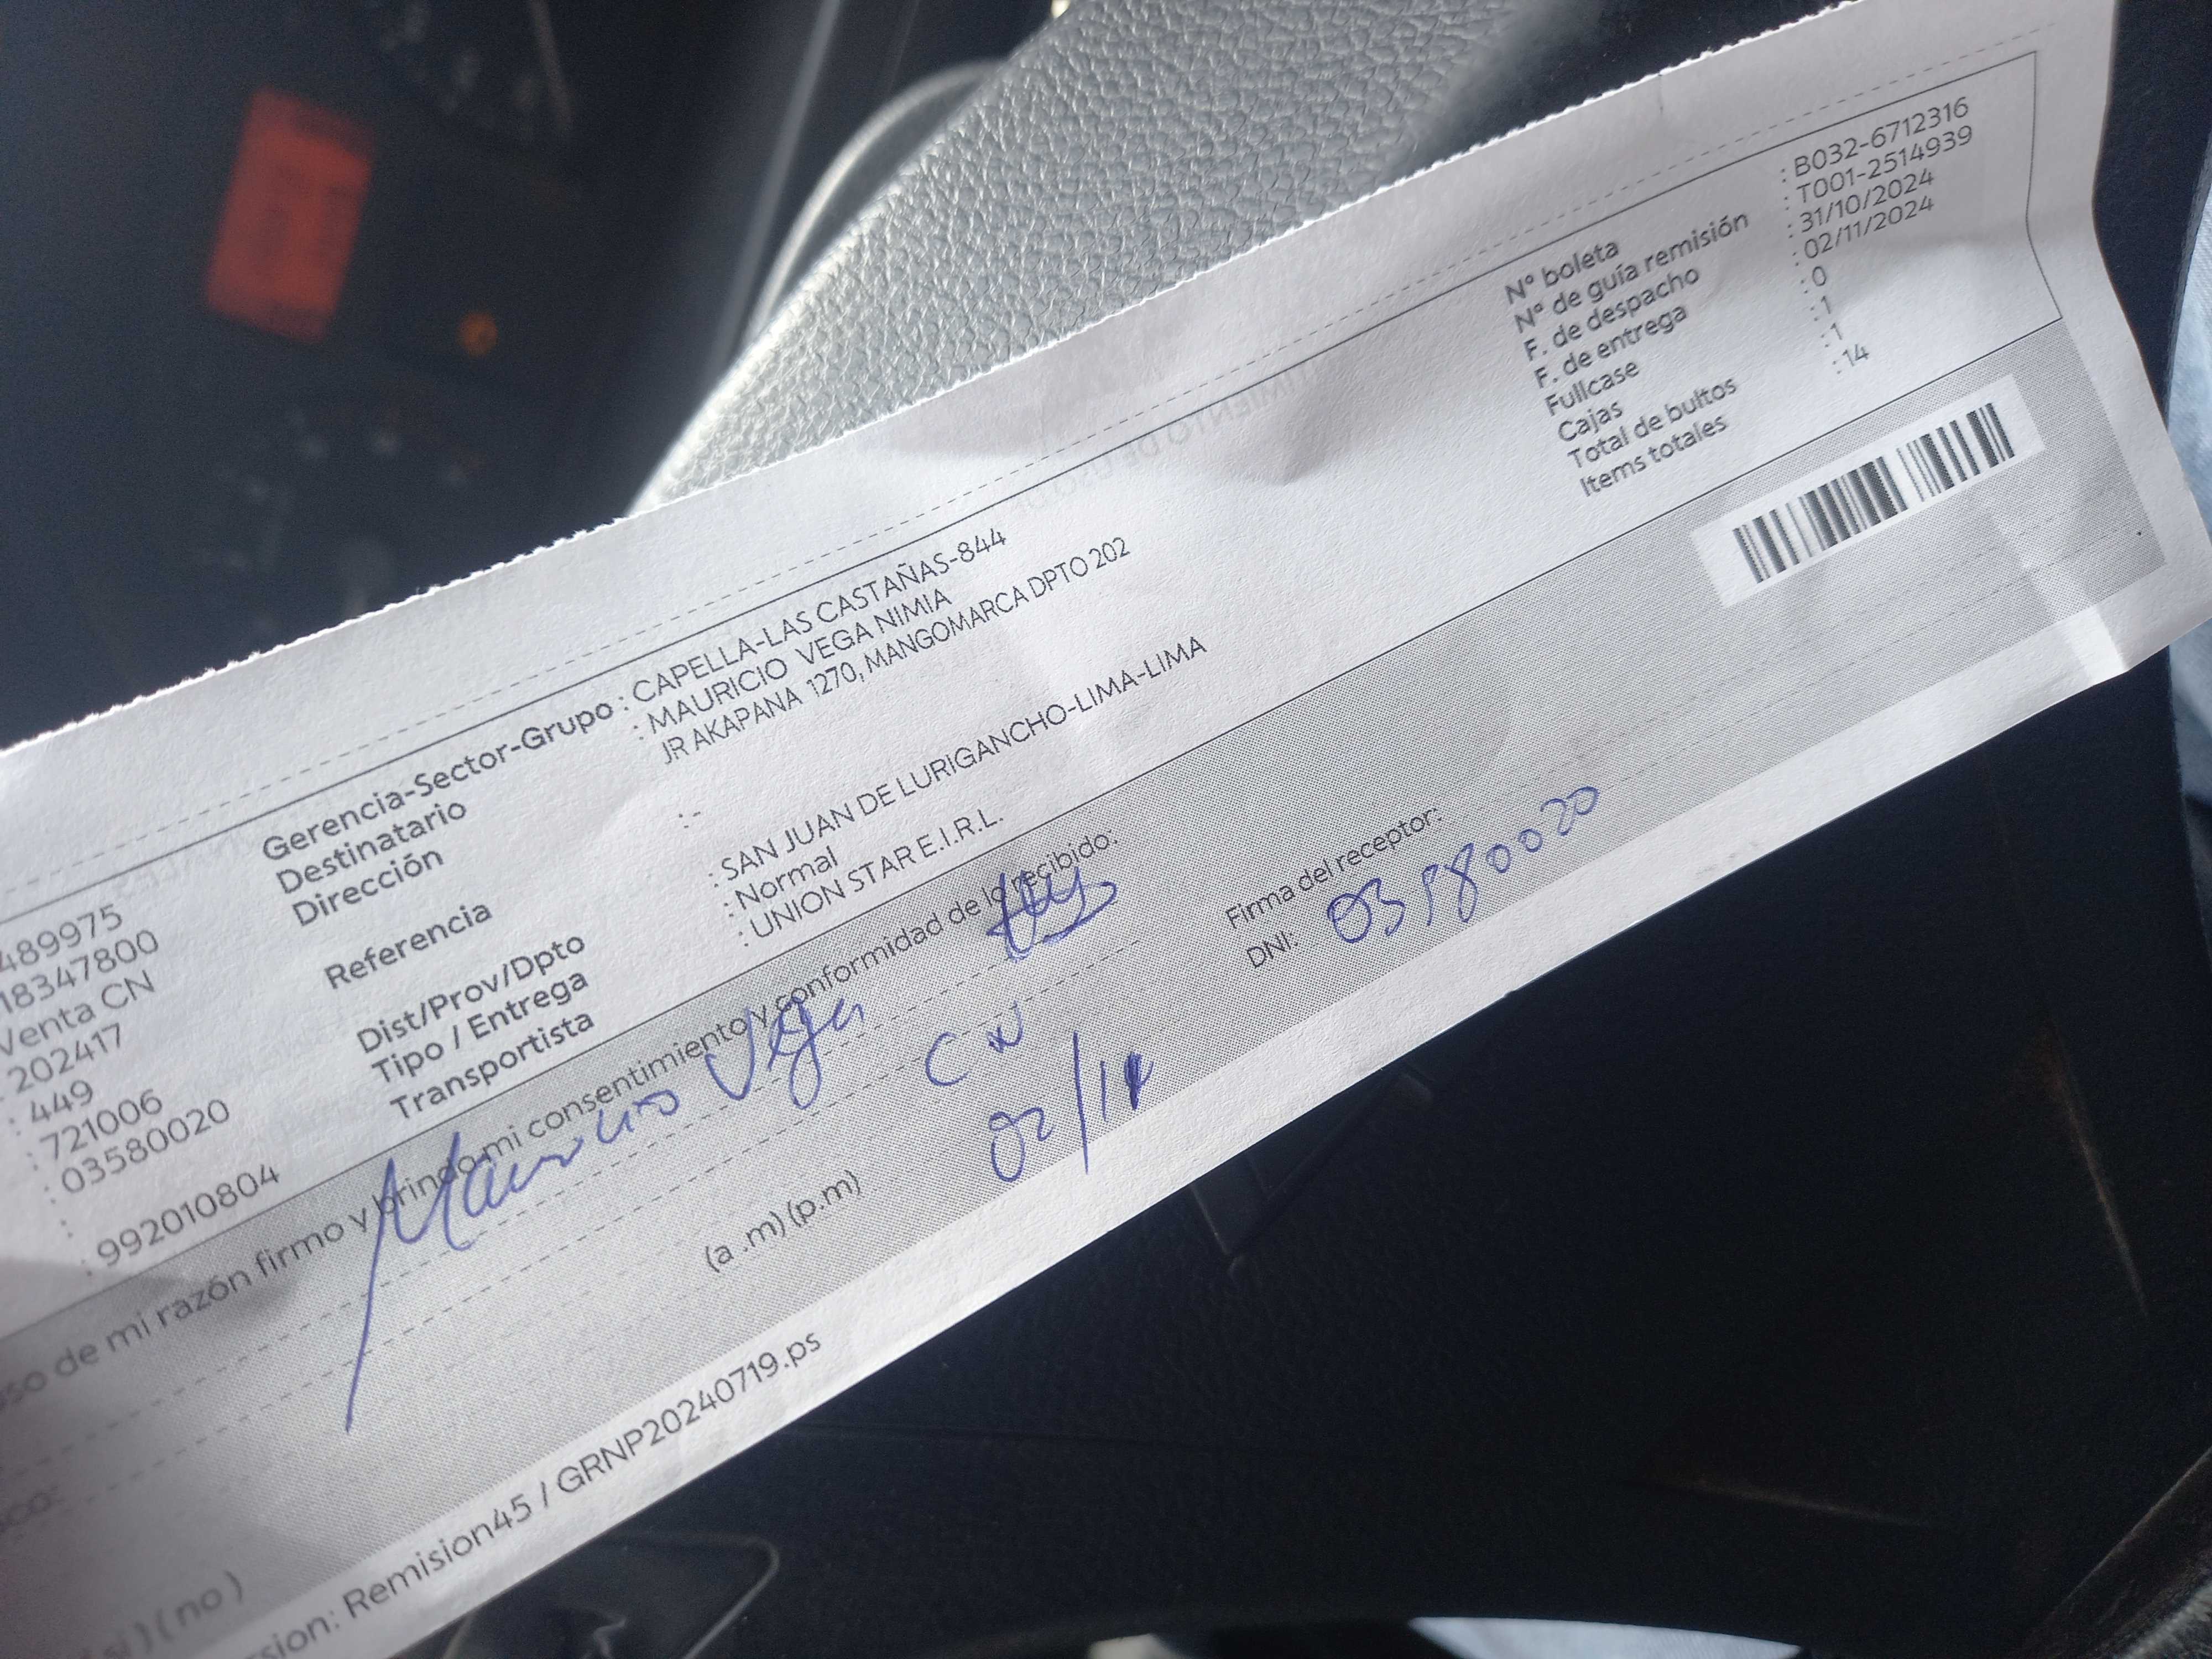 489975
18347800
Venta CN
: 202417
: 449
: 721006
: 03580020
:
: 992010804
Gerencia-Sector-Grupo : CAPELLA-LAS CASTAÑAS-844
Destinatario : MAURICIO VEGA NIMIA
Dirección : JR AKAPANA 1270, MANGOMARCA DPTO 202
Referencia : -
Dist/Prov/Dpto : SAN JUAN DE LURIGANCHO-LIMA-LIMA
Tipo / Entrega : Normal
Transportista : UNION STAR E.I.R.L.
N° boleta : B032-6712316
N° de guía remisión : T001-2514939
F. de despacho : 31/10/2024
F. de entrega : 02/11/2024
Fullcase : 0
Cajas : 1
Total de bultos : 1
Items totales : 14
uso de mi razón firmo y brindo mi consentimiento y conformidad de lo recibido:
Mauricio Vega
CN
Firma del receptor:
DNI: 03580020
(a .m) (p.m) 02/11
(si) (no)
sion: Remision45 / GRNP20240719.ps